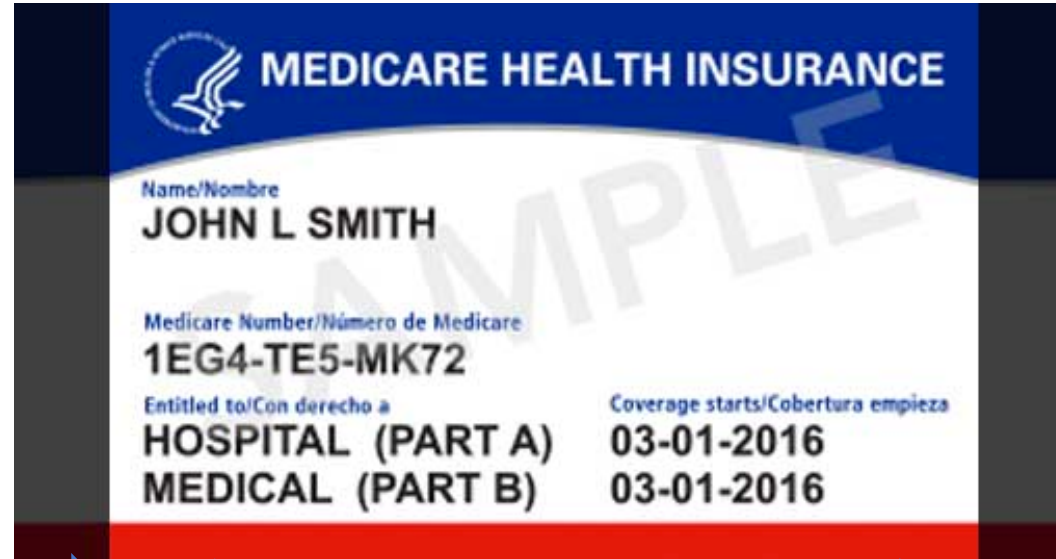 MEDICARE HEALTH INSURANCE
SAMPLE
Name/Nombre
JOHN L SMITH
Medicare Number/Número de Medicare
1EG4-TE5-MK72
Entitled to/Con derecho a Coverage starts/Cobertura empieza
HOSPITAL (PART A) 03-01-2016
MEDICAL (PART B) 03-01-2016